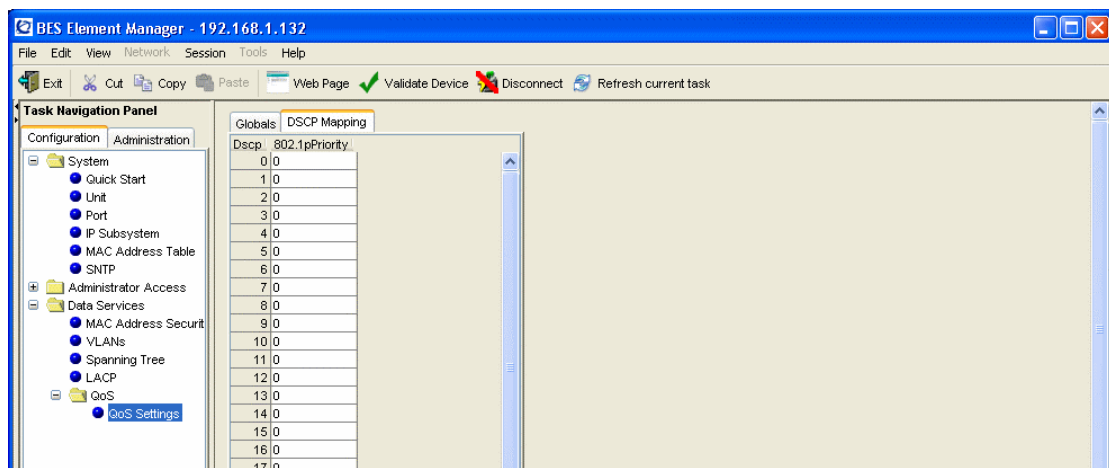 BES Element Manager - 192.168.1.132
File Edit View Network Session Tools Help
Exit Cut Copy Paste Web Page Validate Device Disconnect Refresh current task
Task Navigation Panel
Configuration Administration
System
Quick Start
Unit
Port
IP Subsystem
MAC Address Table
SNTP
Administrator Access
Data Services
MAC Address Securit
VLANs
Spanning Tree
LACP
QoS
QoS Settings
Globals DSCP Mapping
Dscp 802.1pPriority
0 0
1 0
2 0
3 0
4 0
5 0
6 0
7 0
8 0
9 0
10 0
11 0
12 0
13 0
14 0
15 0
16 0
17 0